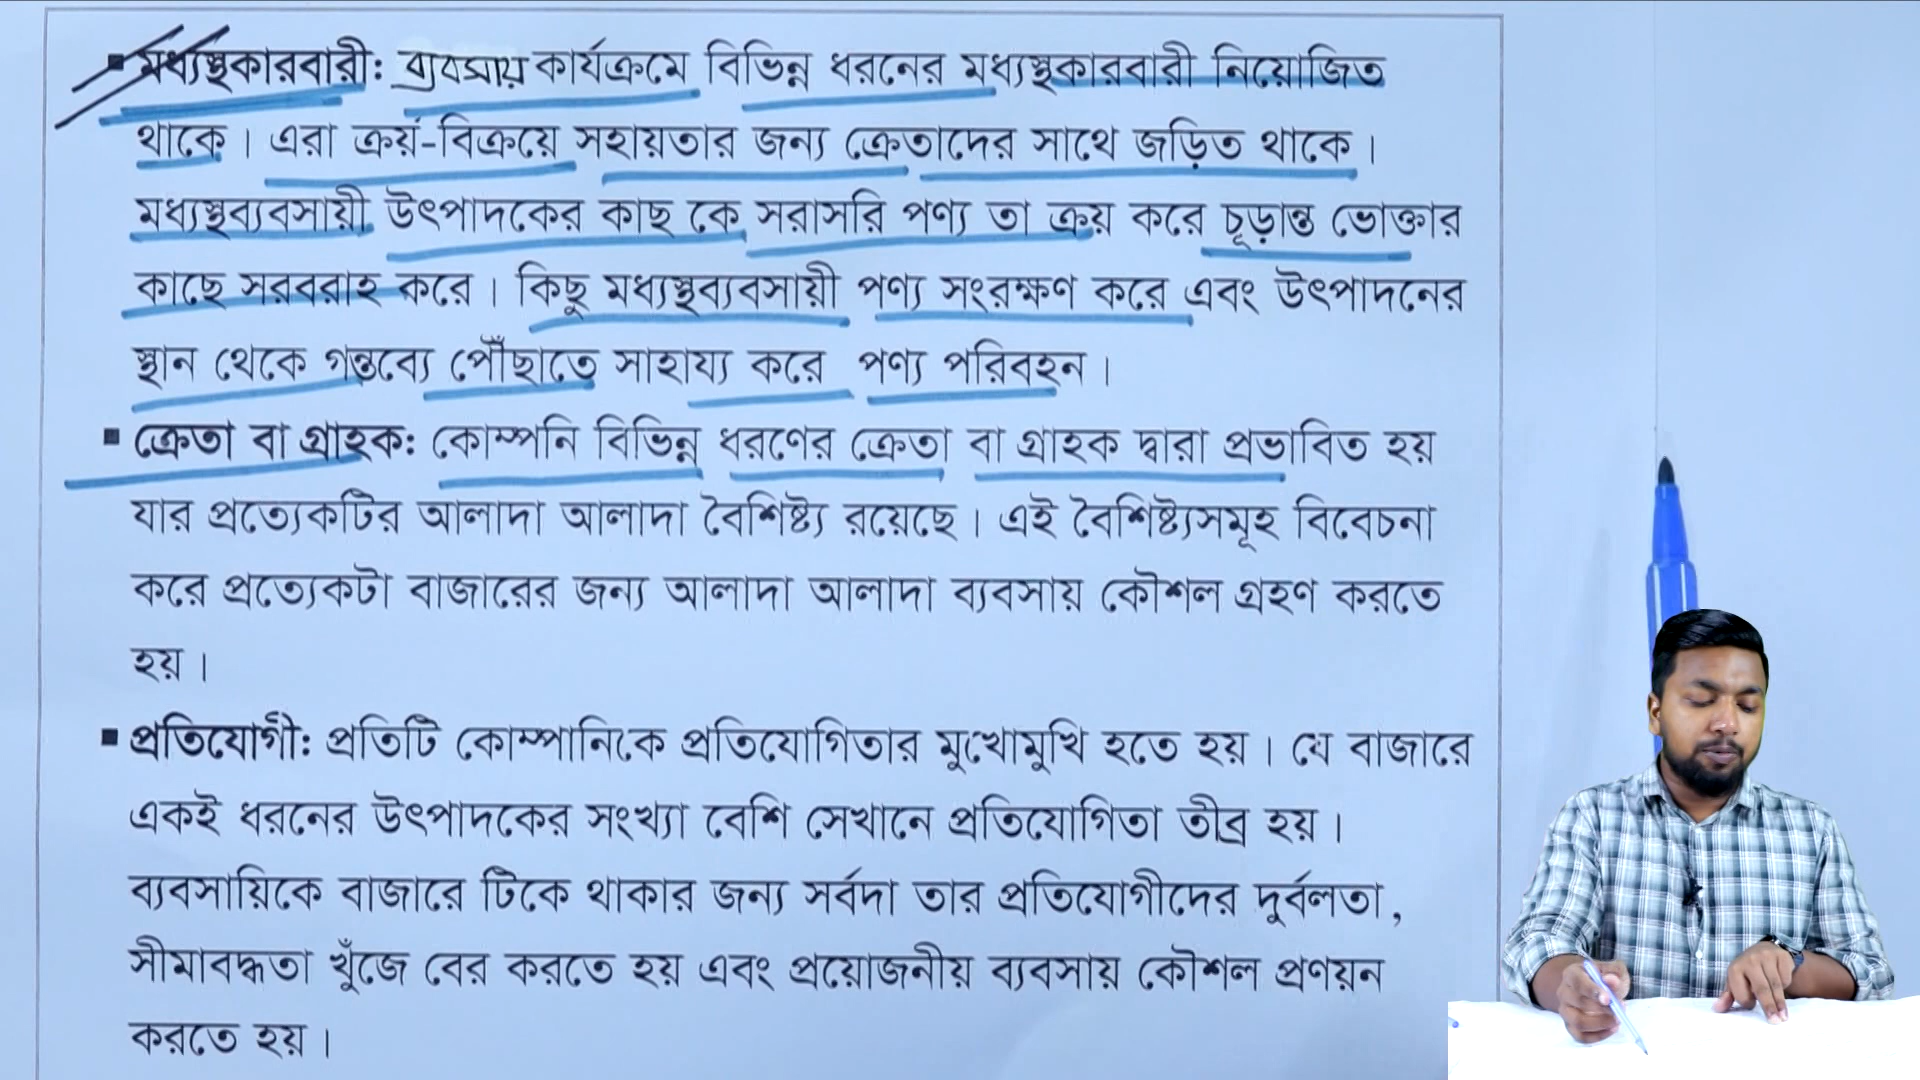 ▪ মধ্যস্থকারবারী: ব্যবসায় কার্যক্রমে বিভিন্ন ধরনের মধ্যস্থকারবারী নিয়োজিত
থাকে। এরা ক্রয়-বিক্রয়ে সহায়তার জন্য ক্রেতাদের সাথে জড়িত থাকে।
মধ্যস্থব্যবসায়ী উৎপাদকের কাছ কে সরাসরি পণ্য তা ক্রয় করে চূড়ান্ত ভোক্তার
কাছে সরবরাহ করে। কিছু মধ্যস্থব্যবসায়ী পণ্য সংরক্ষণ করে এবং উৎপাদনের
স্থান থেকে গন্তব্যে পৌঁছাতে সাহায্য করে পণ্য পরিবহন।
▪ ক্রেতা বা গ্রাহক: কোম্পনি বিভিন্ন ধরণের ক্রেতা বা গ্রাহক দ্বারা প্রভাবিত হয়
যার প্রত্যেকটির আলাদা আলাদা বৈশিষ্ট্য রয়েছে। এই বৈশিষ্ট্যসমূহ বিবেচনা
করে প্রত্যেকটা বাজারের জন্য আলাদা আলাদা ব্যবসায় কৌশল গ্রহণ করতে
হয়।
▪ প্রতিযোগী: প্রতিটি কোম্পানিকে প্রতিযোগিতার মুখোমুখি হতে হয়। যে বাজারে
একই ধরনের উৎপাদকের সংখ্যা বেশি সেখানে প্রতিযোগিতা তীব্র হয়।
ব্যবসায়িকে বাজারে টিকে থাকার জন্য সর্বদা তার প্রতিযোগীদের দুর্বলতা,
সীমাবদ্ধতা খুঁজে বের করতে হয় এবং প্রয়োজনীয় ব্যবসায় কৌশল প্রণয়ন
করতে হয়।